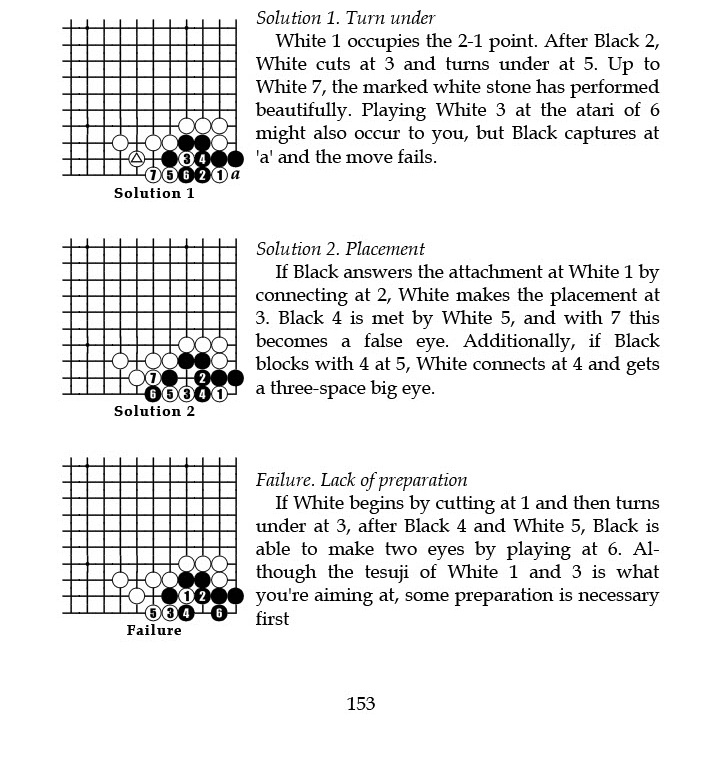 Solution 1. Turn under
White 1 occupies the 2-1 point. After Black 2,
White cuts at 3 and turns under at 5. Up to
White 7, the marked white stone has performed
beautifully. Playing White 3 at the atari of 6
might also occur to you, but Black captures at
'a' and the move fails.
3 4
7 5 6 2 1 a
Solution 1
Solution 2. Placement
If Black answers the attachment at White 1 by
connecting at 2, White makes the placement at
3. Black 4 is met by White 5, and with 7 this
becomes a false eye. Additionally, if Black
blocks with 4 at 5, White connects at 4 and gets
a three-space big eye.
7 2
6 5 3 4 1
Solution 2
Failure. Lack of preparation
If White begins by cutting at 1 and then turns
under at 3, after Black 4 and White 5, Black is
able to make two eyes by playing at 6. Al-
though the tesuji of White 1 and 3 is what
you're aiming at, some preparation is necessary
first
1 2
5 3 4 6
Failure
153